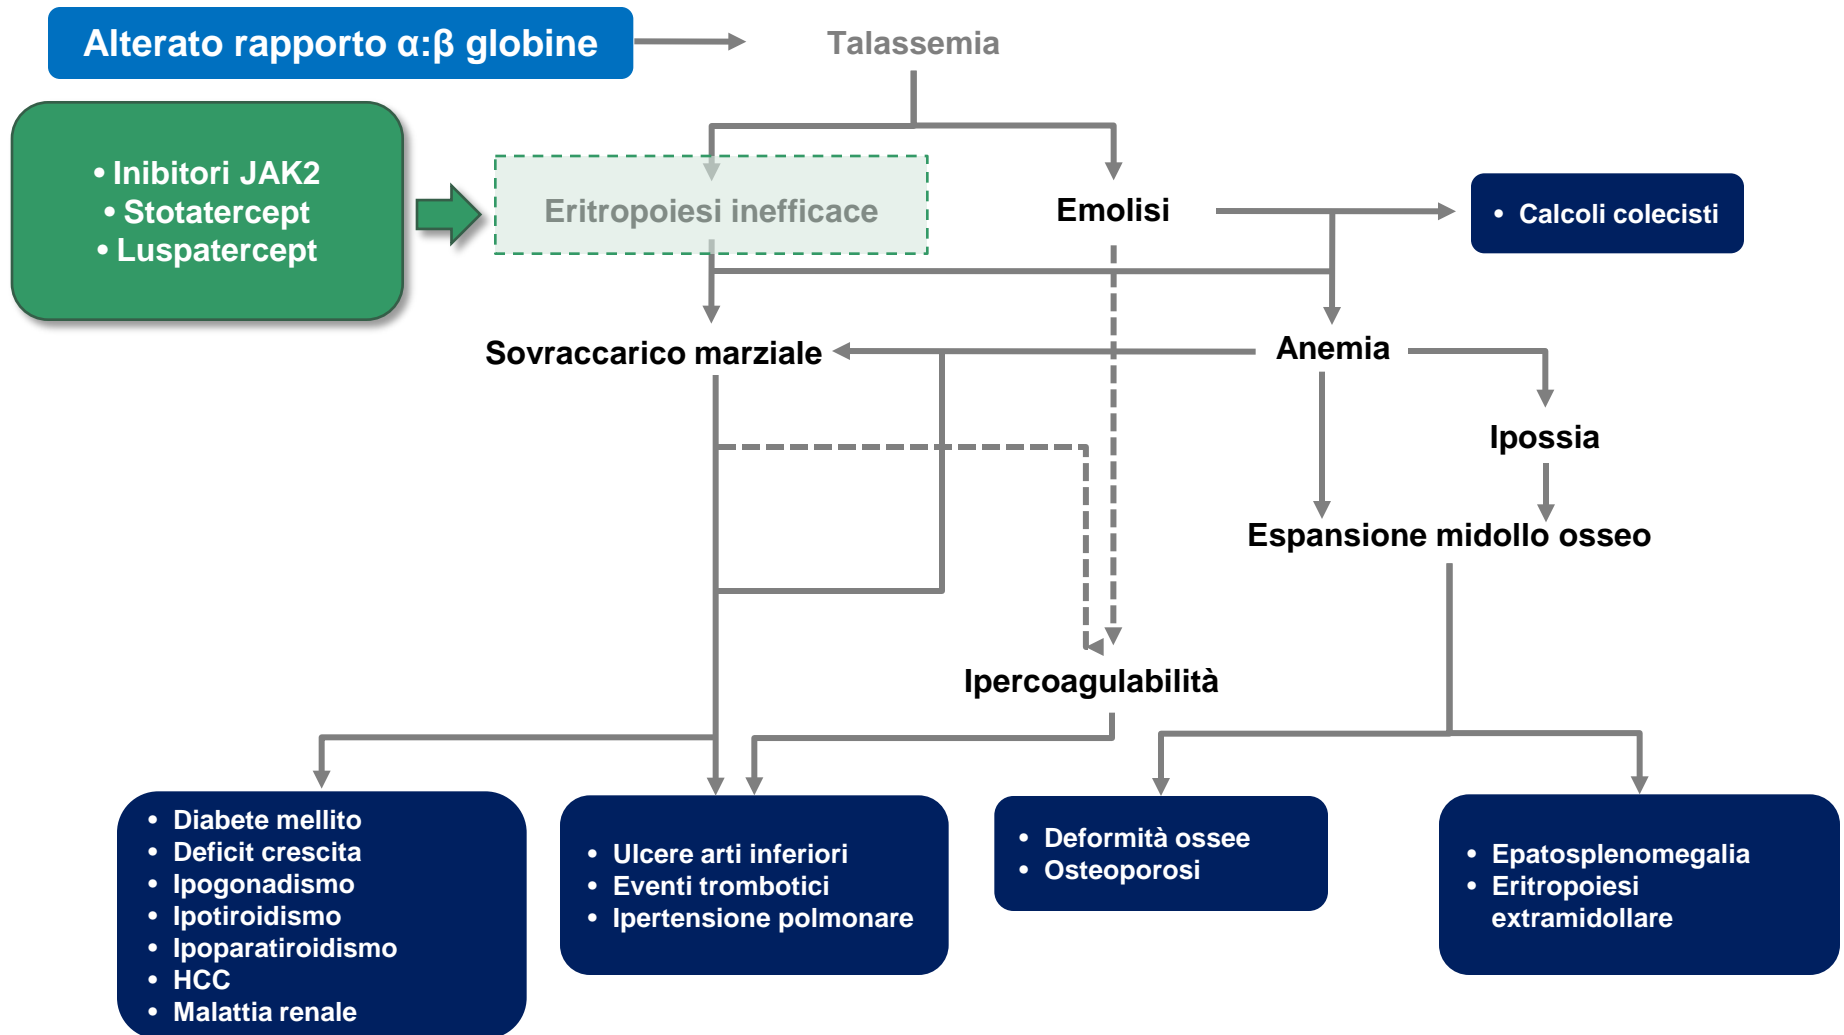 Alterato rapporto α:β globine
Talassemia
• Inibitori JAK2
• Stotatercept
• Luspatercept
Eritropoiesi inefficace
Emolisi
• Calcoli colecisti
Sovraccarico marziale
Anemia
Ipossia
Espansione midollo osseo
Ipercoagulabilità
• Diabete mellito
• Deficit crescita
• Ipogonadismo
• Ipotiroidismo
• Ipoparatiroidismo
• HCC
• Malattia renale
• Ulcere arti inferiori
• Eventi trombotici
• Ipertensione polmonare
• Deformità ossee
• Osteoporosi
• Epatosplenomegalia
• Eritropoiesi
extramidollare